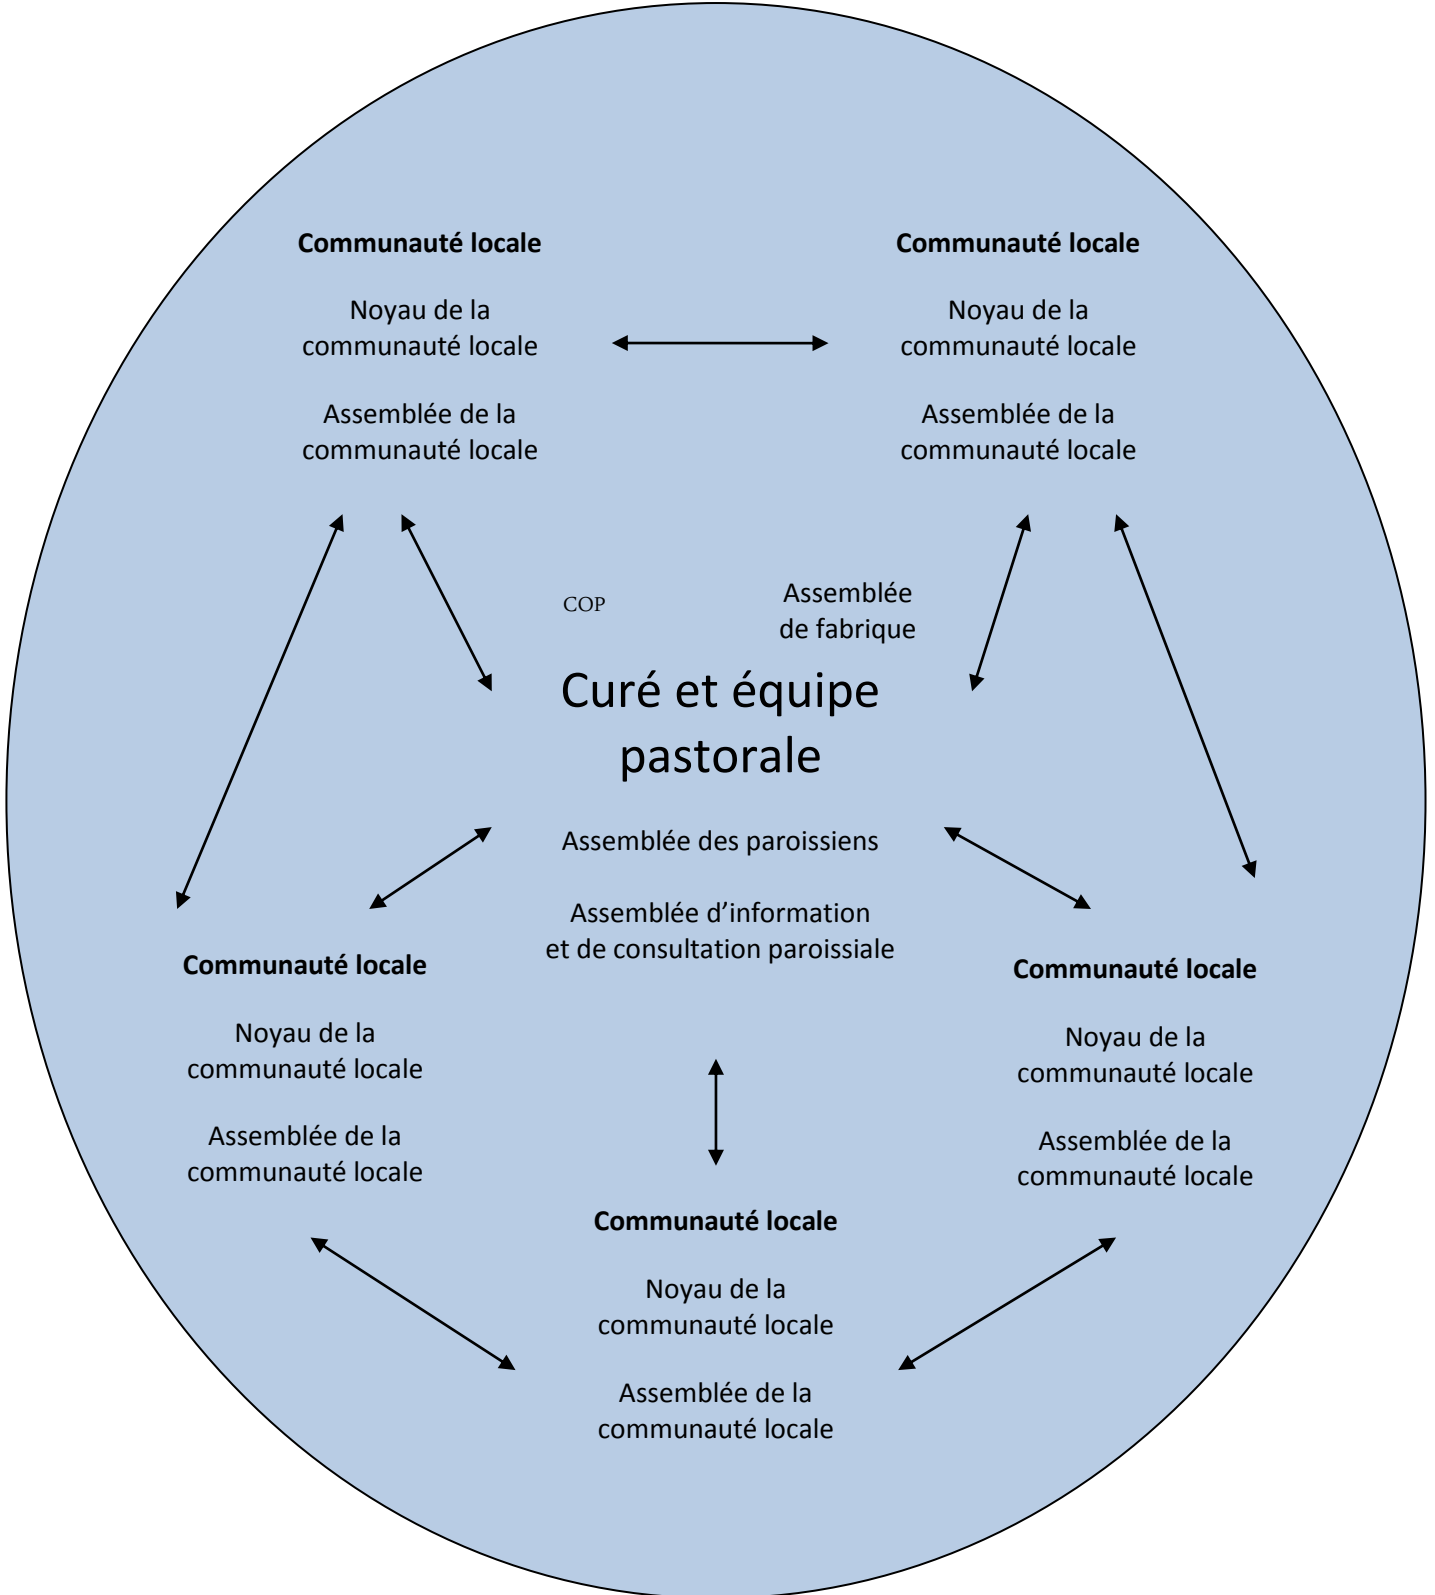 Communauté locale
Noyau de la
communauté locale
Assemblée de la
communauté locale
Communauté locale
Noyau de la
communauté locale
Assemblée de la
communauté locale
COP
Assemblée
de fabrique
Curé et équipe
pastorale
Assemblée des paroissiens
Assemblée d’information
et de consultation paroissiale
Communauté locale
Noyau de la
communauté locale
Assemblée de la
communauté locale
Communauté locale
Noyau de la
communauté locale
Assemblée de la
communauté locale
Communauté locale
Noyau de la
communauté locale
Assemblée de la
communauté locale